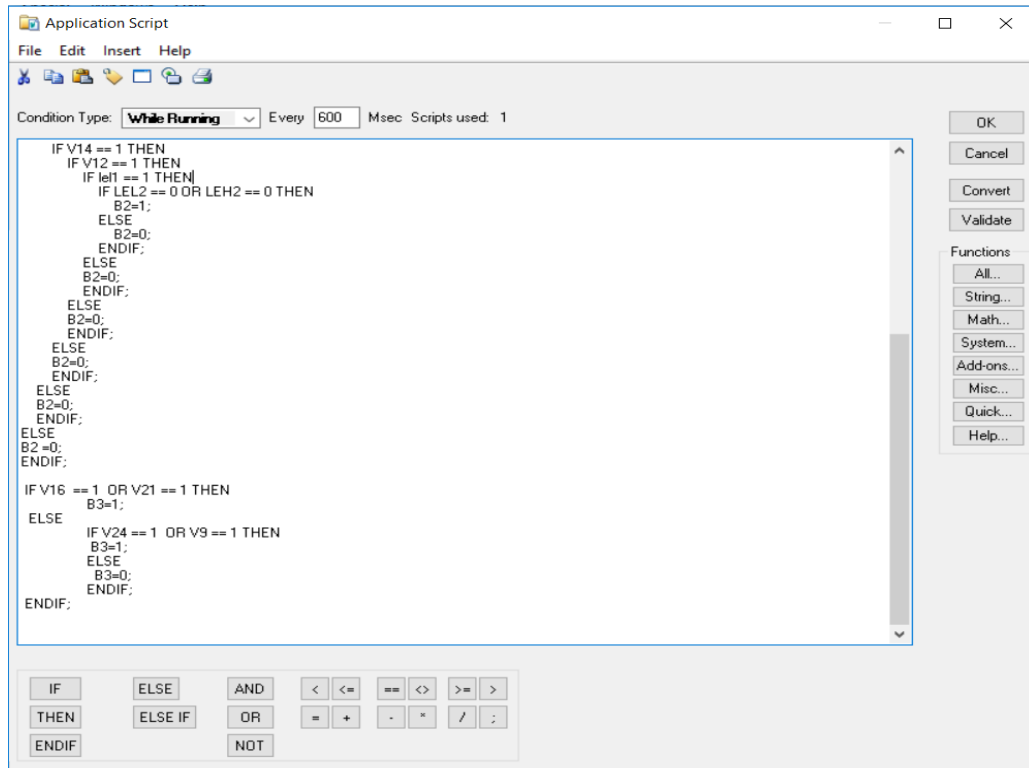 Application Script
File Edit Insert Help
Condition Type: While Running Every 600 Msec Scripts used: 1
IF V14 == 1 THEN
IF V12 == 1 THEN
IF lel1 == 1 THEN
IF LEL2 == 0 OR LEH2 == 0 THEN
B2=1;
ELSE
B2=0;
ENDIF;
ELSE
B2=0;
ENDIF;
ELSE
B2=0;
ENDIF;
ELSE
B2=0;
ENDIF;
ELSE
B2=0;
ENDIF;
ELSE
B2 =0;
ENDIF;
IF V16 == 1 OR V21 == 1 THEN
B3=1;
ELSE
IF V24 == 1 OR V9 == 1 THEN
B3=1;
ELSE
B3=0;
ENDIF;
ENDIF;
OK
Cancel
Convert
Validate
Functions
All...
String...
Math...
System...
Add-ons...
Misc...
Quick...
Help...
IF ELSE AND < <= == <> >= >
THEN ELSE IF OR = + - * / ;
ENDIF NOT